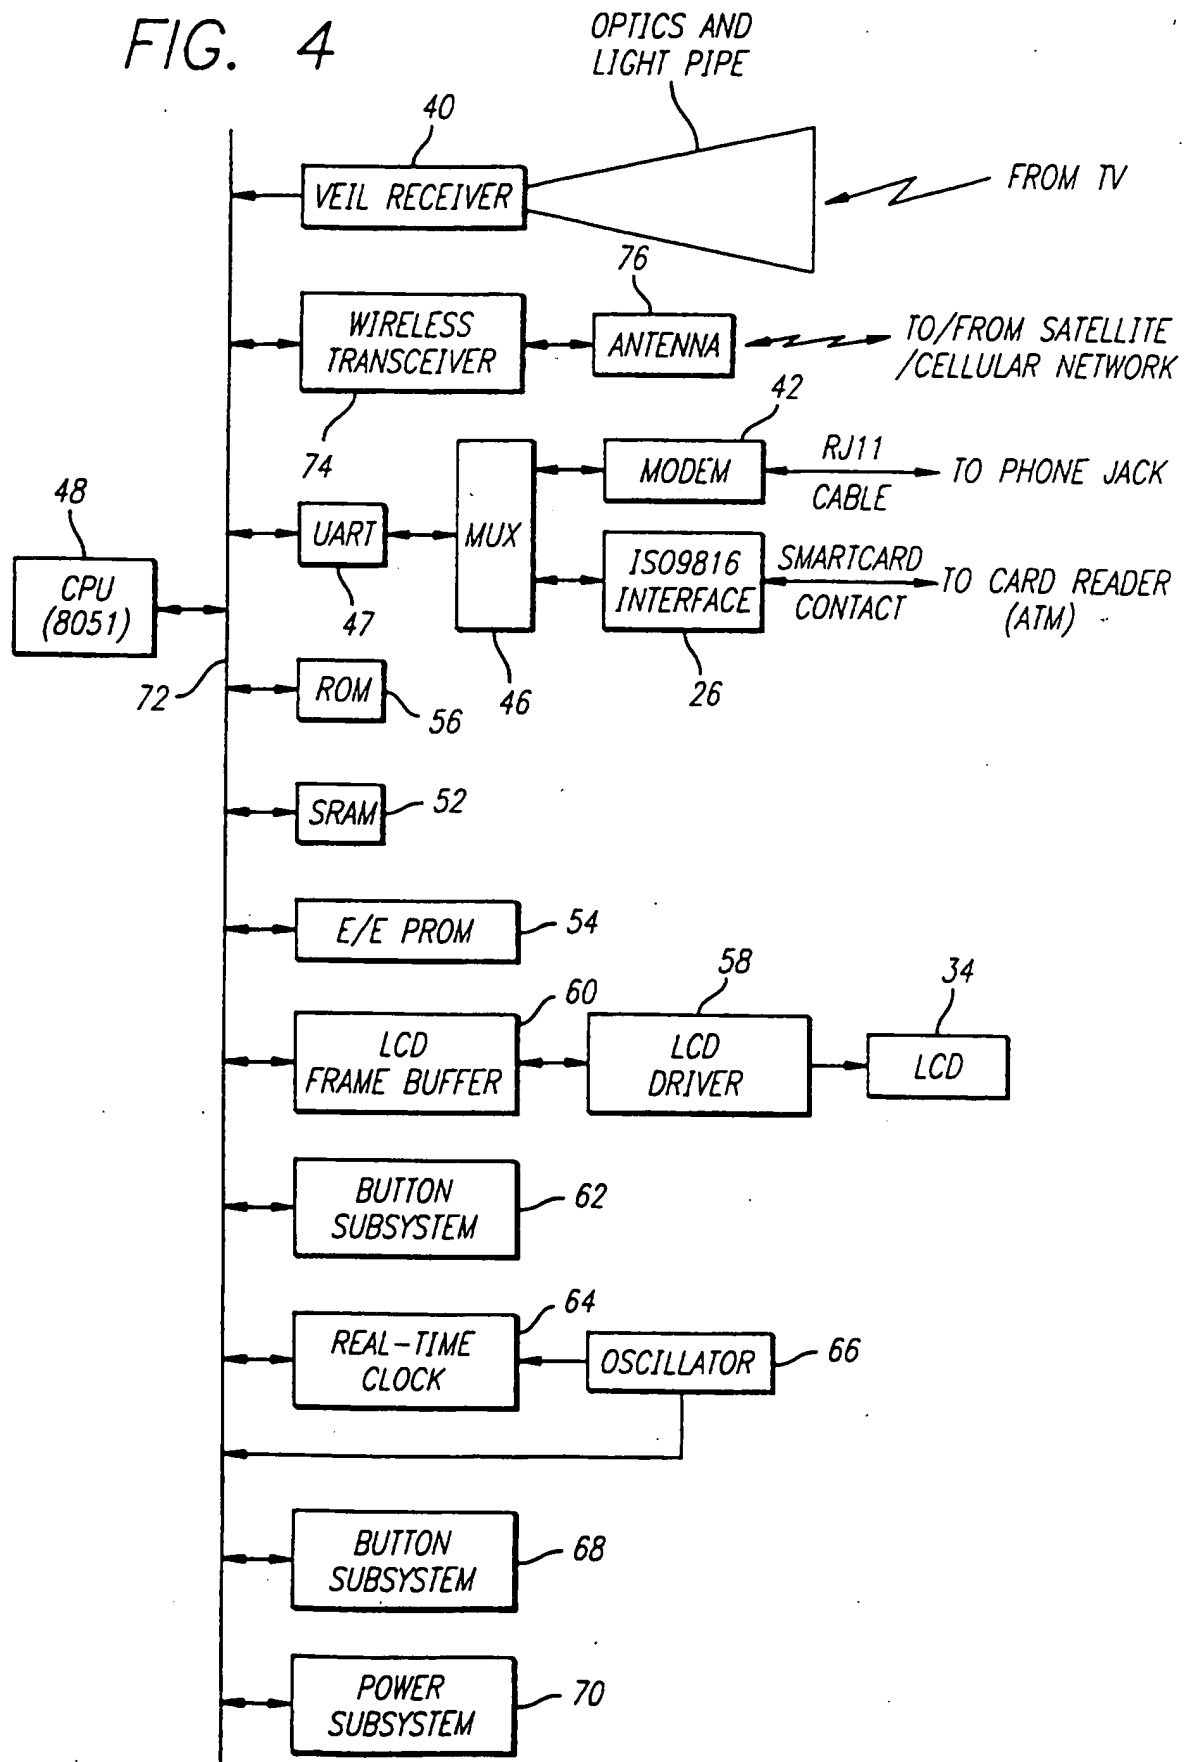 FIG. 4
OPTICS AND
LIGHT PIPE
40
VEIL RECEIVER
FROM TV
76
WIRELESS
TRANSCEIVER
ANTENNA
TO/FROM SATELLITE
/CELLULAR NETWORK
74
42
MODEM
RJ11
CABLE
TO PHONE JACK
48
CPU
(8051)
UART
47
MUX
46
ISO9816
INTERFACE
26
SMARTCARD
CONTACT
TO CARD READER
(ATM)
72
ROM
56
SRAM
52
E/E PROM
54
60
LCD
FRAME BUFFER
58
LCD
DRIVER
34
LCD
BUTTON
SUBSYSTEM
62
64
REAL-TIME
CLOCK
OSCILLATOR
66
BUTTON
SUBSYSTEM
68
POWER
SUBSYSTEM
70